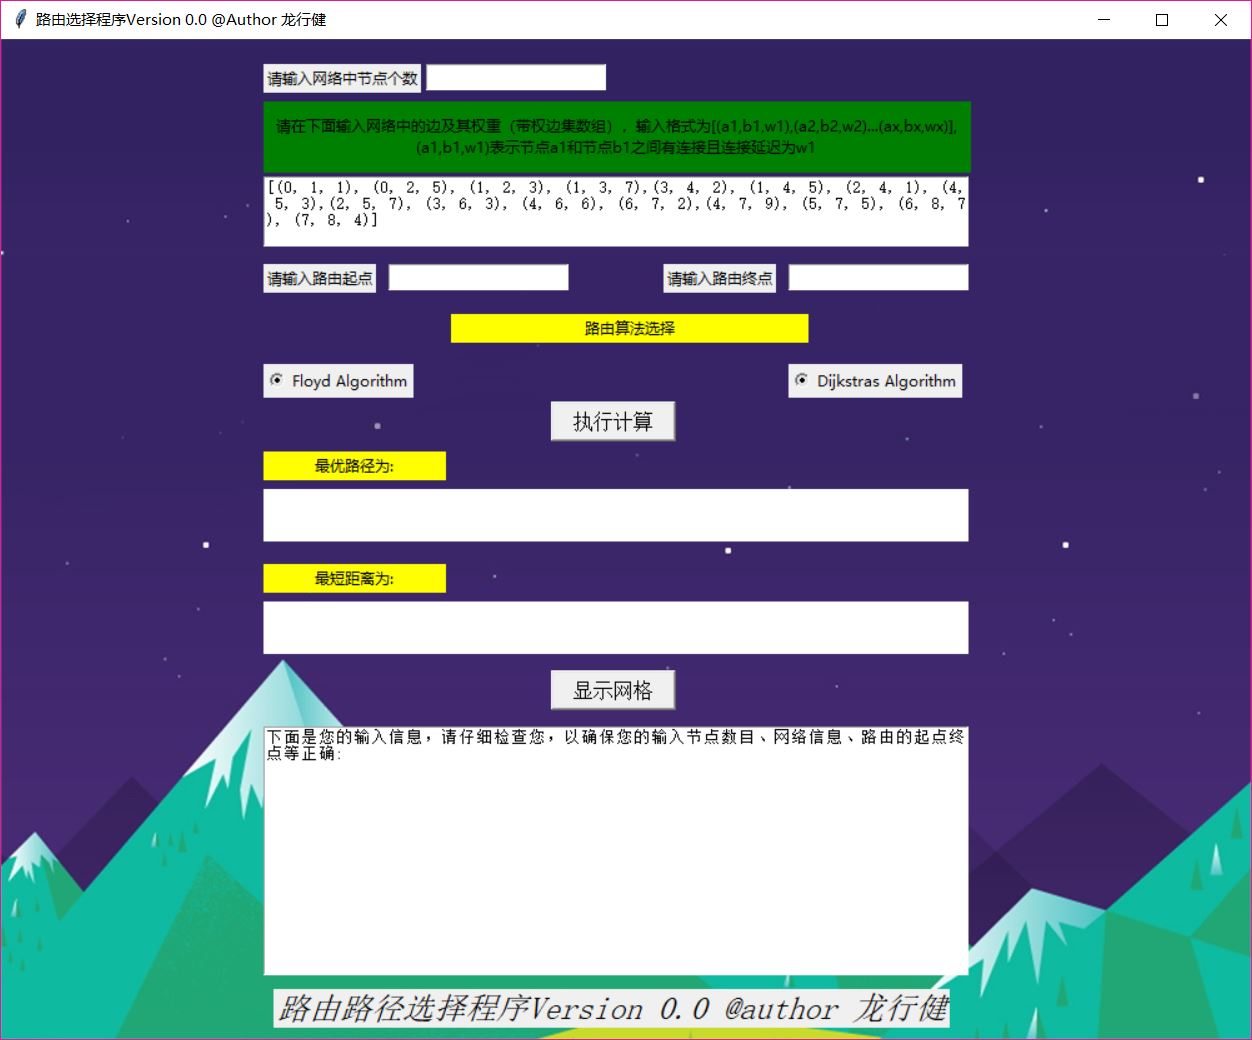 路由选择程序Version 0.0 @Author 龙行健
请输入网络中节点个数
请在下面输入网络中的边及其权重（带权边集数组），输入格式为[(a1,b1,w1),(a2,b2,w2)...(ax,bx,wx)],
(a1,b1,w1)表示节点a1和节点b1之间有连接且连接延迟为w1
[(0, 1, 1), (0, 2, 5), (1, 2, 3), (1, 3, 7),(3, 4, 2), (1, 4, 5), (2, 4, 1), (4,
5, 3),(2, 5, 7), (3, 6, 3), (4, 6, 6), (6, 7, 2),(4, 7, 9), (5, 7, 5), (6, 8, 7
), (7, 8, 4)]
请输入路由起点 请输入路由终点
路由算法选择
Floyd Algorithm Dijkstras Algorithm
执行计算
最优路径为:
最短距离为:
显示网格
下面是您的输入信息，请仔细检查您，以确保您的输入节点数目、网络信息、路由的起点终
点等正确:
路由路径选择程序Version 0.0 @author 龙行健